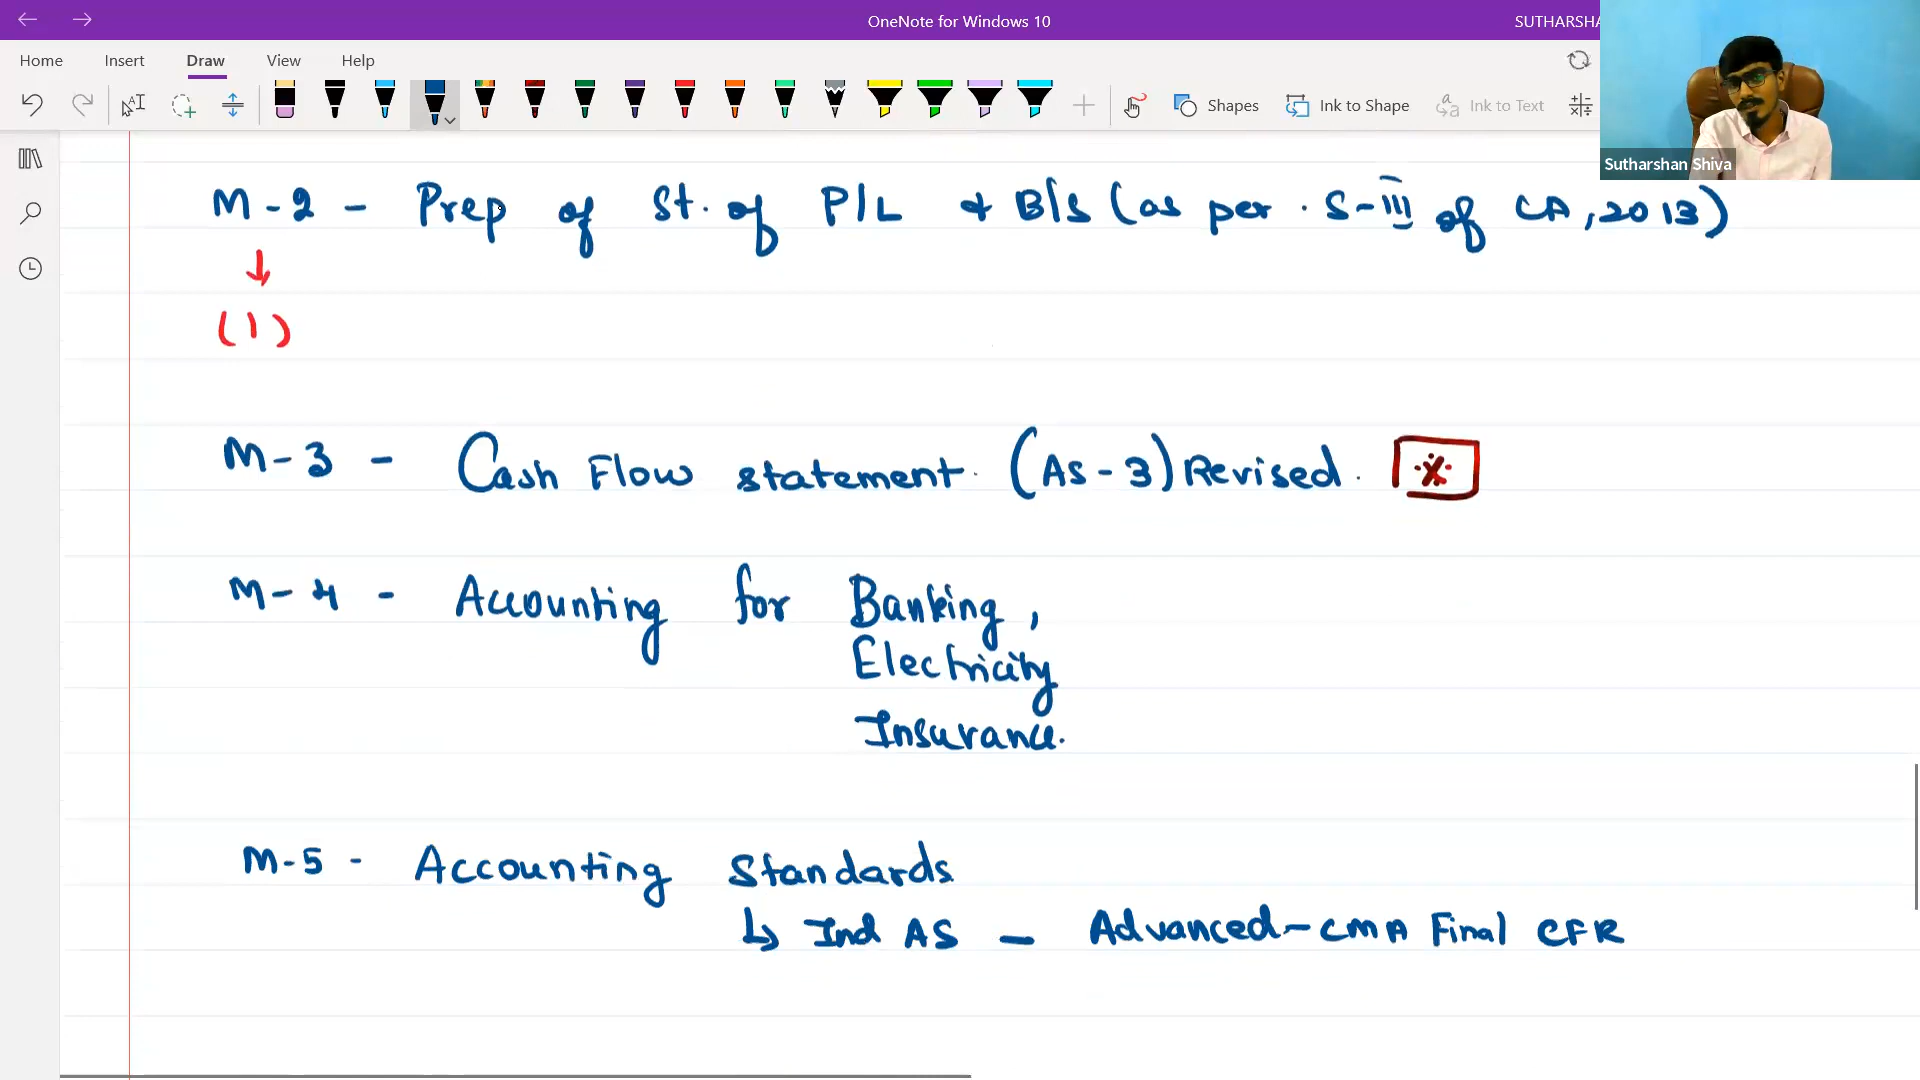 OneNote for Windows 10
SUTHARSHA
Home Insert Draw View Help
Shapes Ink to Shape Ink to Text
Sutharshan Shiva
M-2 - Prep of St. of P/L & B/S (as per S-III of CA, 2013)
(1)
M-3 - Cash Flow statement. (AS-3) Revised.
M-4 - Accounting for Banking,
Electricity
Insurance.
M-5 - Accounting Standards
↳ Ind AS - Advanced-CMA Final CFR